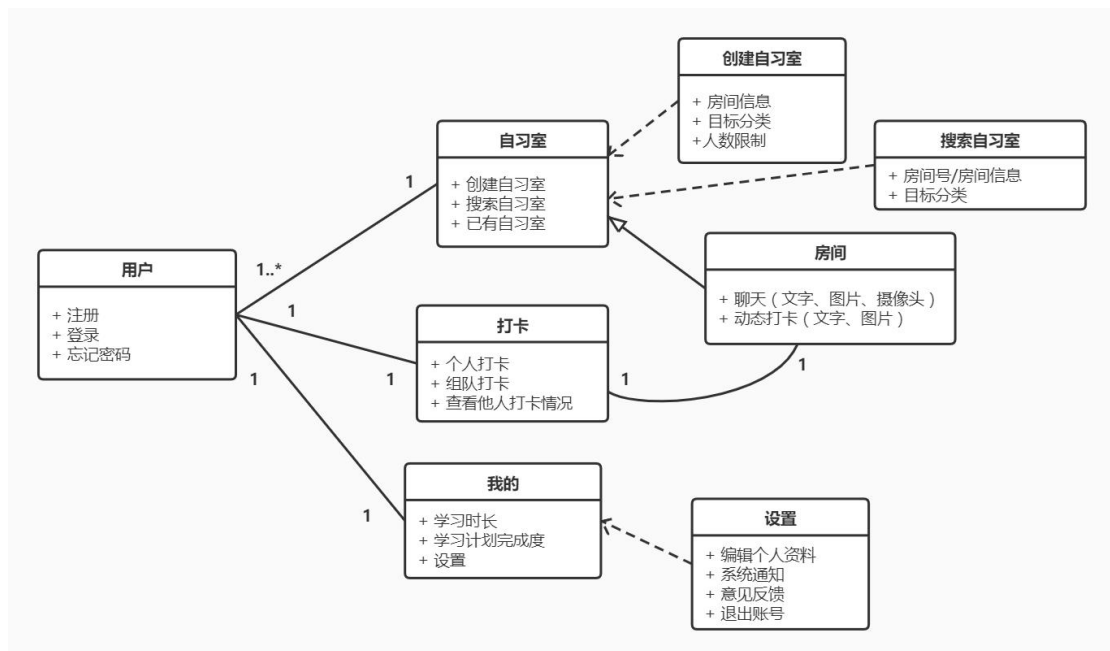 创建自习室
+ 房间信息
+ 目标分类
+人数限制
搜索自习室
+ 房间号/房间信息
+ 目标分类
自习室
+ 创建自习室
+ 搜索自习室
+ 已有自习室
1
1..*
用户
+ 注册
+ 登录
+ 忘记密码
房间
+ 聊天（文字、图片、摄像头）
+ 动态打卡（文字、图片）
1
打卡
+ 个人打卡
+ 组队打卡
+ 查看他人打卡情况
1
1
1
1
我的
+ 学习时长
+ 学习计划完成度
+ 设置
1
设置
+ 编辑个人资料
+ 系统通知
+ 意见反馈
+ 退出账号